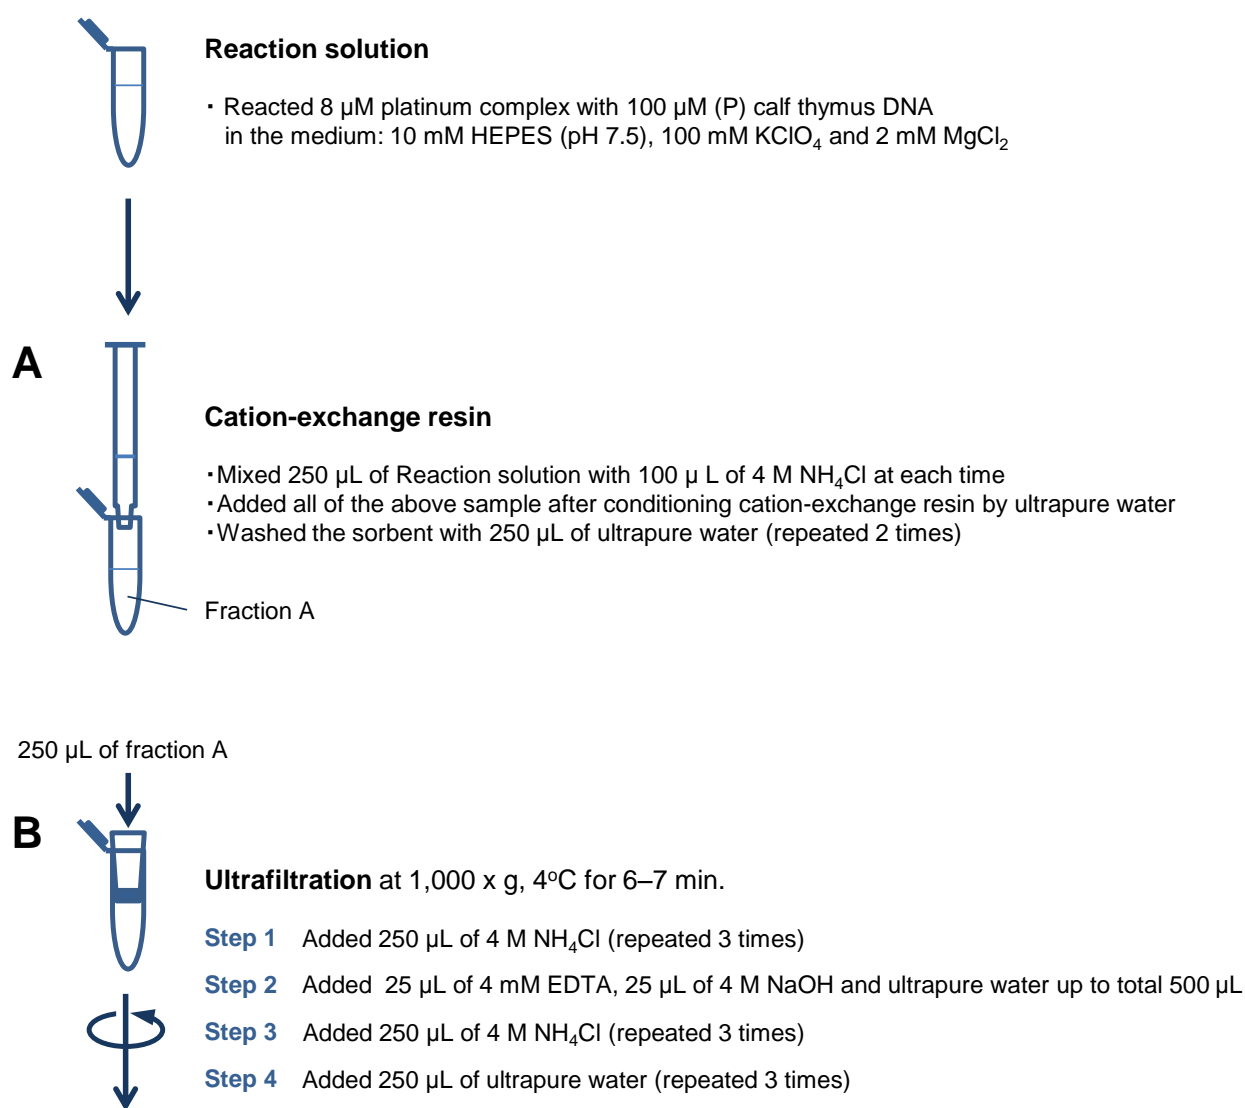 Reaction solution
・Reacted 8 µM platinum complex with 100 µM (P) calf thymus DNA
in the medium: 10 mM HEPES (pH 7.5), 100 mM KClO₄ and 2 mM MgCl₂
A
Cation-exchange resin
・Mixed 250 µL of Reaction solution with 100 µ L of 4 M NH₄Cl at each time
・Added all of the above sample after conditioning cation-exchange resin by ultrapure water
・Washed the sorbent with 250 µL of ultrapure water (repeated 2 times)
Fraction A
250 µL of fraction A
B
Ultrafiltration at 1,000 x g, 4°C for 6–7 min.
Step 1 Added 250 µL of 4 M NH₄Cl (repeated 3 times)
Step 2 Added 25 µL of 4 mM EDTA, 25 µL of 4 M NaOH and ultrapure water up to total 500 µL
Step 3 Added 250 µL of 4 M NH₄Cl (repeated 3 times)
Step 4 Added 250 µL of ultrapure water (repeated 3 times)